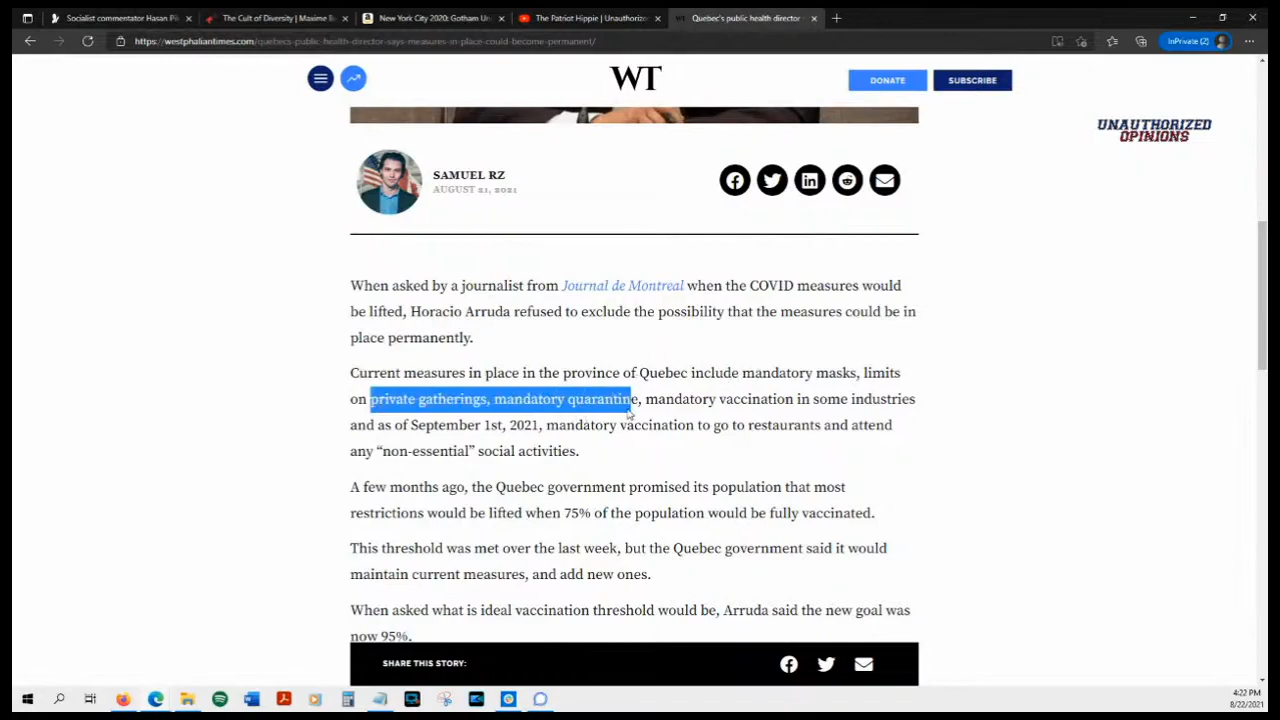 Socialist commentator Hasan Pi
The Cult of Diversity | Maxime B
New York City 2020: Gotham U
The Patriot Hippie | Unauthoriz
Quebec's public health director
https://westphaliantimes.com/quebecs-public-health-director-says-measures-in-place-could-become-permanent/
InPrivate (2)
WT
DONATE
SUBSCRIBE
UNAUTHORIZED
OPINIONS
SAMUEL RZ
AUGUST 21, 2021
When asked by a journalist from Journal de Montreal when the COVID measures would
be lifted, Horacio Arruda refused to exclude the possibility that the measures could be in
place permanently.
Current measures in place in the province of Quebec include mandatory masks, limits
on private gatherings, mandatory quarantine, mandatory vaccination in some industries
and as of September 1st, 2021, mandatory vaccination to go to restaurants and attend
any “non-essential” social activities.
A few months ago, the Quebec government promised its population that most
restrictions would be lifted when 75% of the population would be fully vaccinated.
This threshold was met over the last week, but the Quebec government said it would
maintain current measures, and add new ones.
When asked what is ideal vaccination threshold would be, Arruda said the new goal was
now 95%.
SHARE THIS STORY:
4:22 PM
8/22/2021